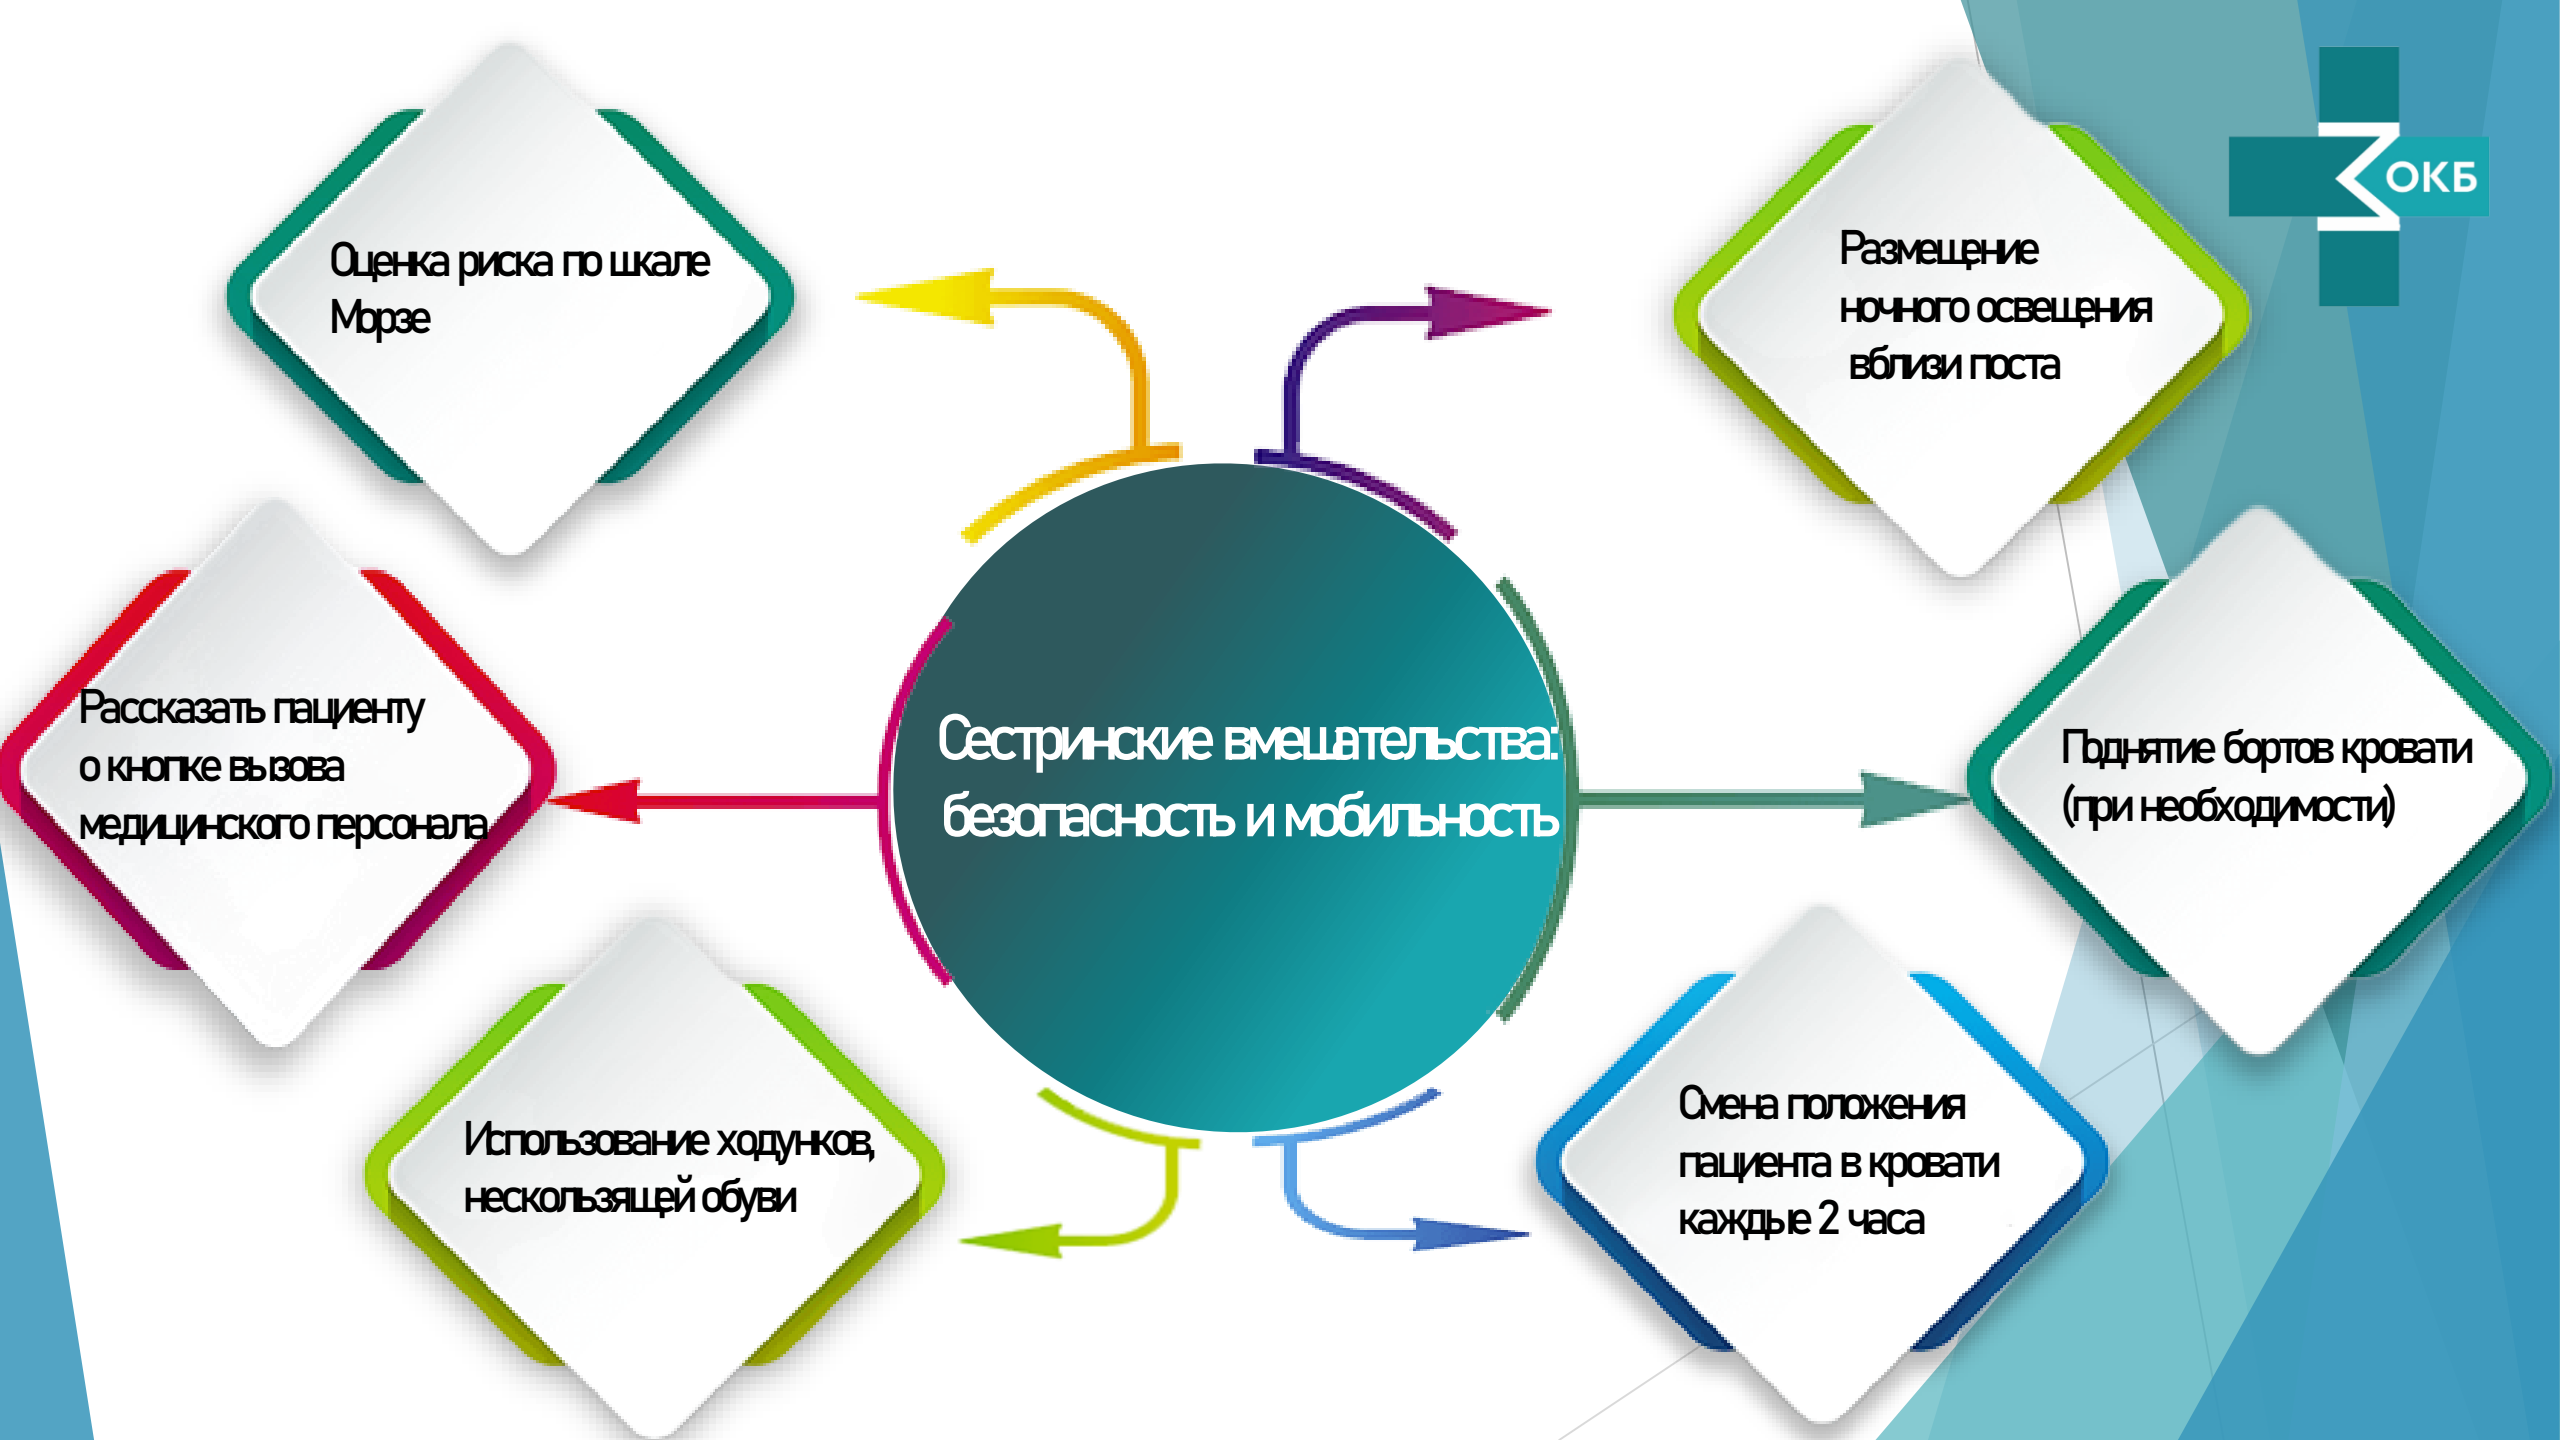 Оценка риска по шкале
Морзе
Размещение
ночного освещения
вблизи поста
ОКБ
Рассказать пациенту
о кнопке вызова
медицинского персонала
Сестринские вмешательства:
безопасность и мобильность
Поднятие бортов кровати
(при необходимости)
Использование ходунков,
нескользящей обуви
Смена положения
пациента в кровати
каждые 2 часа